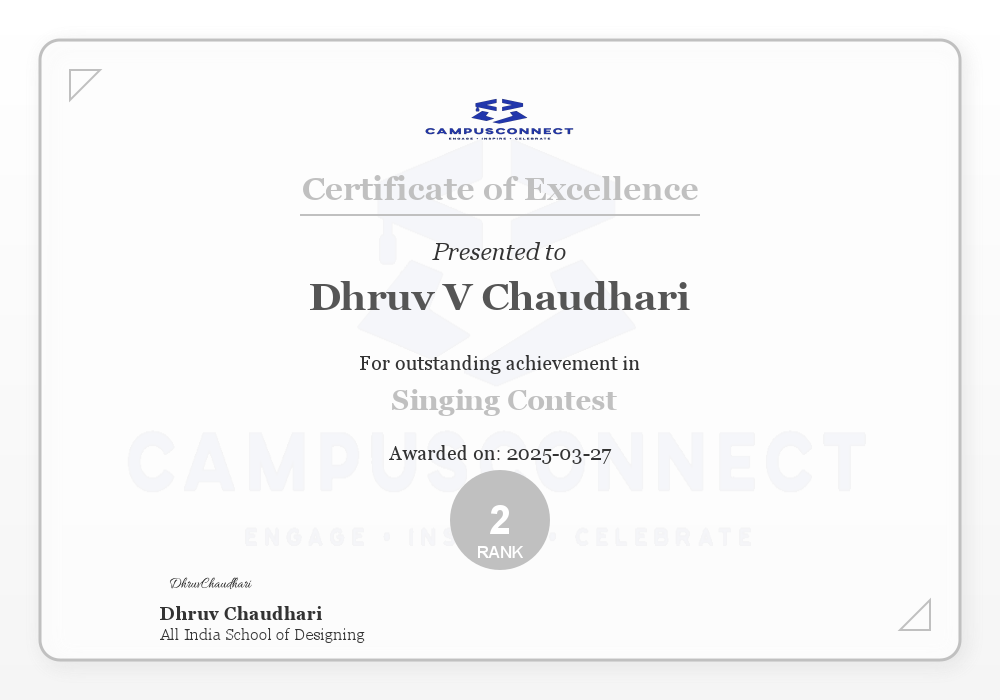 CAMPUSCONNECT
ENGAGE • INSPIRE • CELEBRATE
Certificate of Excellence
Presented to
Dhruv V Chaudhari
For outstanding achievement in
Singing Contest
Awarded on: 2025-03-27
CAMPUSCONNECT
2
RANK
ENGAGE • INS • CELEBRATE
DhruvChaudhari
Dhruv Chaudhari
All India School of Designing